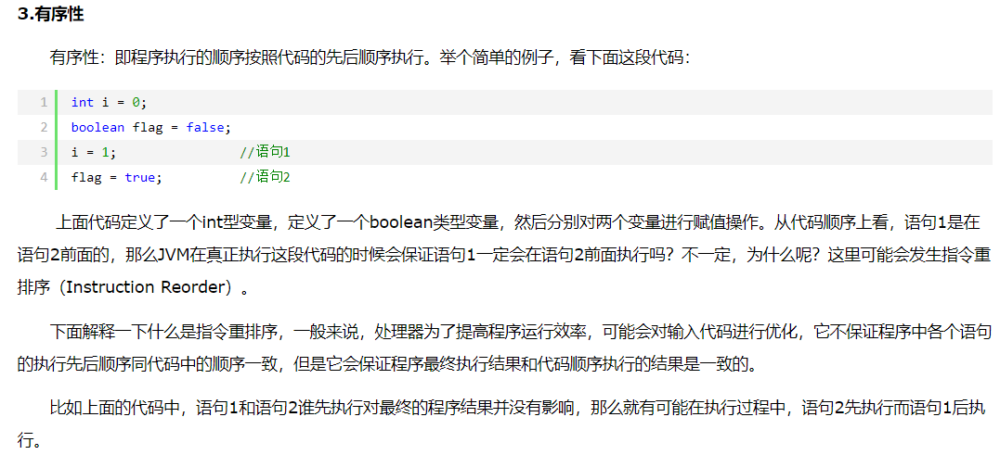 3.有序性
有序性：即程序执行的顺序按照代码的先后顺序执行。举个简单的例子，看下面这段代码：
1 int i = 0;
2 boolean flag = false;
3 i = 1; //语句1
4 flag = true; //语句2
上面代码定义了一个int型变量，定义了一个boolean类型变量，然后分别对两个变量进行赋值操作。从代码顺序上看，语句1是在
语句2前面的，那么JVM在真正执行这段代码的时候会保证语句1一定会在语句2前面执行吗？不一定，为什么呢？这里可能会发生指令重
排序（Instruction Reorder）。
下面解释一下什么是指令重排序，一般来说，处理器为了提高程序运行效率，可能会对输入代码进行优化，它不保证程序中各个语句
的执行先后顺序同代码中的顺序一致，但是它会保证程序最终执行结果和代码顺序执行的结果是一致的。
比如上面的代码中，语句1和语句2谁先执行对最终的程序结果并没有影响，那么就有可能在执行过程中，语句2先执行而语句1后执
行。